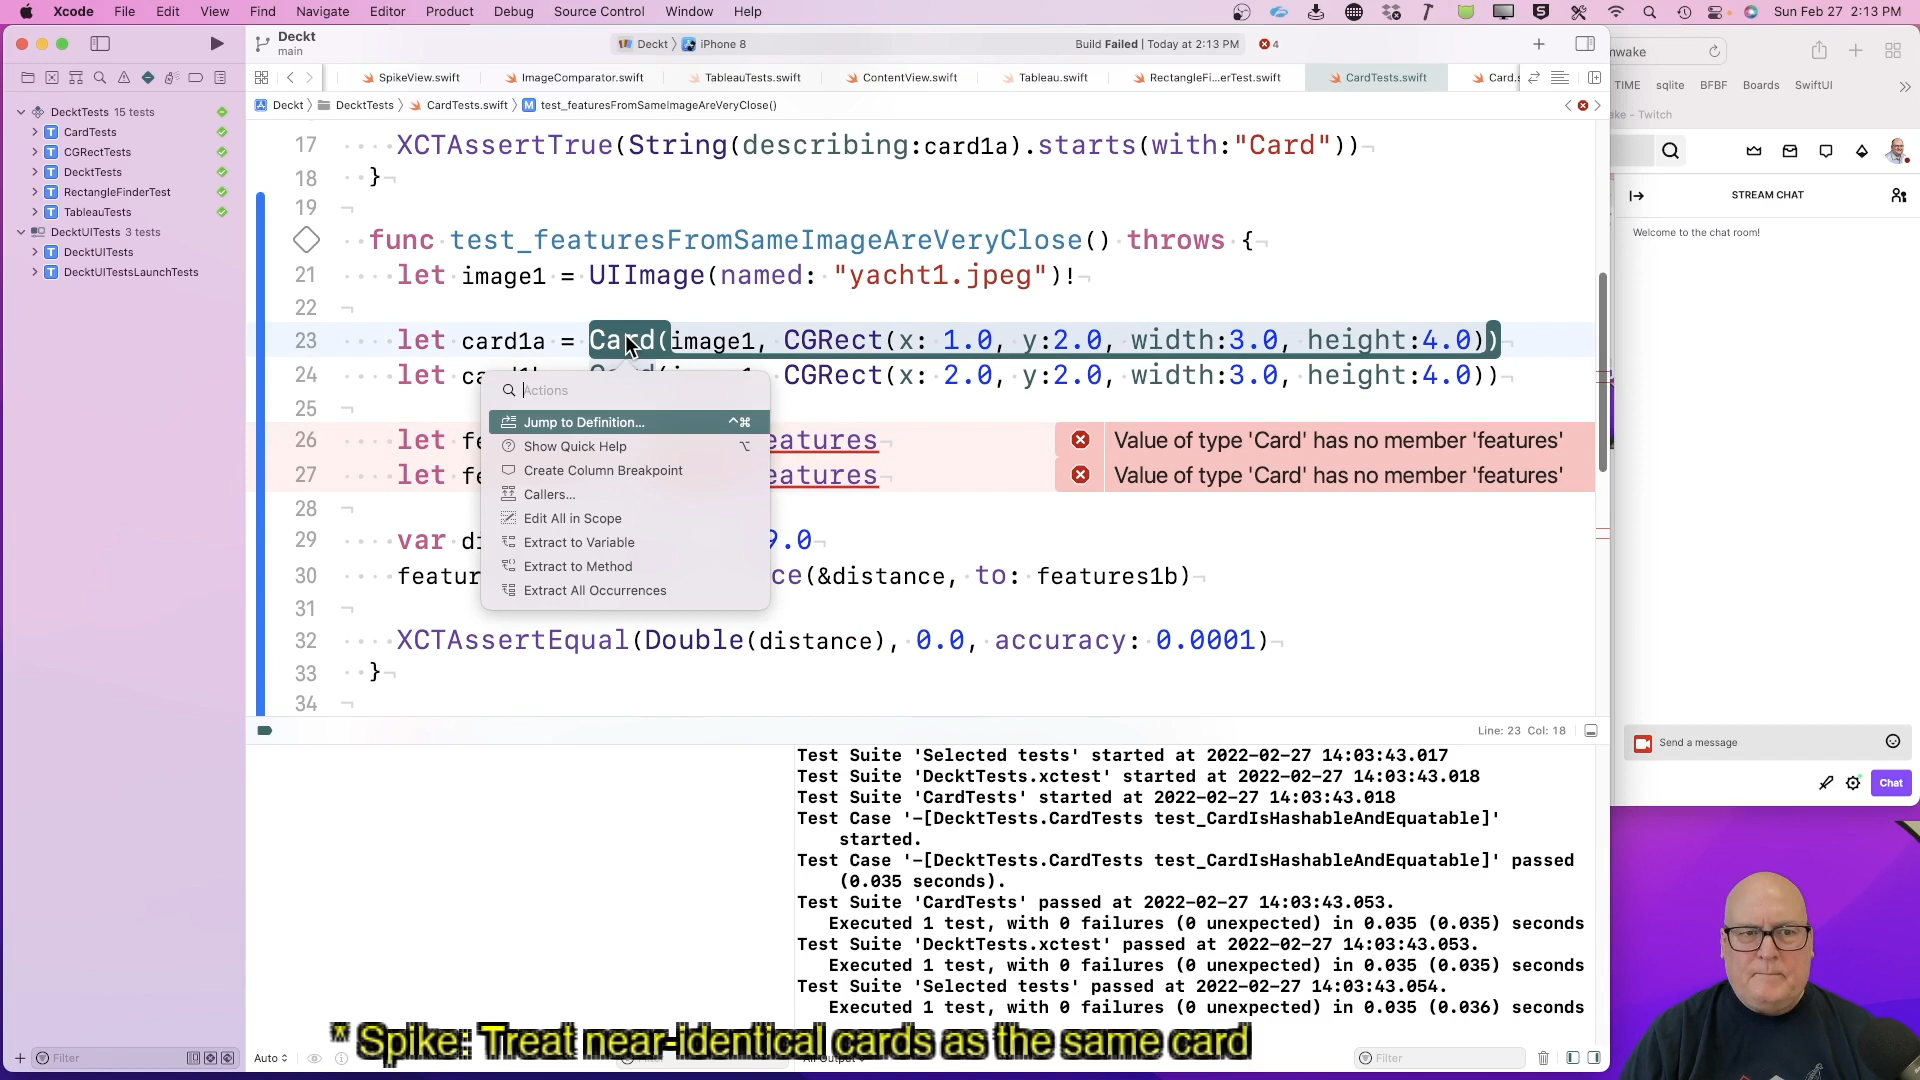 Xcode File Edit View Find Navigate Editor Product Debug Source Control Window Help
Sun Feb 27 2:13 PM
Deckt
main
Deckt iPhone 8
Build Failed | Today at 2:13 PM 4
SpikeView.swift ImageComparator.swift TableauTests.swift ContentView.swift Tableau.swift RectangleFi...erTest.swift CardTests.swift Card.s
Deckt DecktTests CardTests.swift M test_featuresFromSameImageAreVeryClose()
DecktTests 15 tests
T CardTests
T CGRectTests
T DecktTests
T RectangleFinderTest
T TableauTests
DecktUITests 3 tests
T DecktUITests
T DecktUITestsLaunchTests
17 XCTAssertTrue(String(describing:card1a).starts(with:"Card"))
18 }
19
func test_featuresFromSameImageAreVeryClose() throws {
21 let image1 = UIImage(named: "yacht1.jpeg")!
22
23 let card1a = Card(image1, CGRect(x: 1.0, y:2.0, width:3.0, height:4.0))
24 let ca CGRect(x: 2.0, y:2.0, width:3.0, height:4.0))
25
26 let fe eatures Value of type 'Card' has no member 'features'
27 let fe eatures Value of type 'Card' has no member 'features'
28
29 var di 9.0
30 featur ce(&distance, to: features1b)
31
32 XCTAssertEqual(Double(distance), 0.0, accuracy: 0.0001)
33 }
34
Actions
Jump to Definition... ^⌘
Show Quick Help ⌥
Create Column Breakpoint
Callers...
Edit All in Scope
Extract to Variable
Extract to Method
Extract All Occurrences
Line: 23 Col: 18
Test Suite 'Selected tests' started at 2022-02-27 14:03:43.017
Test Suite 'DecktTests.xctest' started at 2022-02-27 14:03:43.018
Test Suite 'CardTests' started at 2022-02-27 14:03:43.018
Test Case '-[DecktTests.CardTests test_CardIsHashableAndEquatable]'
started.
Test Case '-[DecktTests.CardTests test_CardIsHashableAndEquatable]' passed
(0.035 seconds).
Test Suite 'CardTests' passed at 2022-02-27 14:03:43.053.
Executed 1 test, with 0 failures (0 unexpected) in 0.035 (0.035) seconds
Test Suite 'DecktTests.xctest' passed at 2022-02-27 14:03:43.053.
Executed 1 test, with 0 failures (0 unexpected) in 0.035 (0.035) seconds
Test Suite 'Selected tests' passed at 2022-02-27 14:03:43.054.
Executed 1 test, with 0 failures (0 unexpected) in 0.035 (0.036) seconds
* Spike: Treat near-identical cards as the same card
Filter
Auto
Filter
nwake
TIME sqlite BFBF Boards SwiftUI
ake - Twitch
STREAM CHAT
Welcome to the chat room!
Send a message
Chat